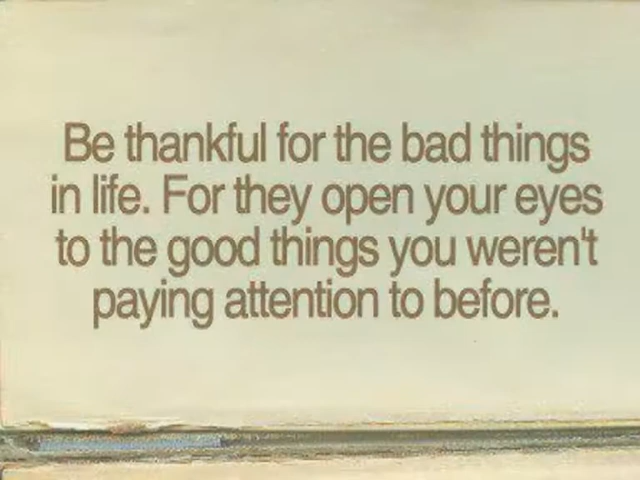 Be thankful for the bad things
in life. For they open your eyes
to the good things you weren't
paying attention to before.